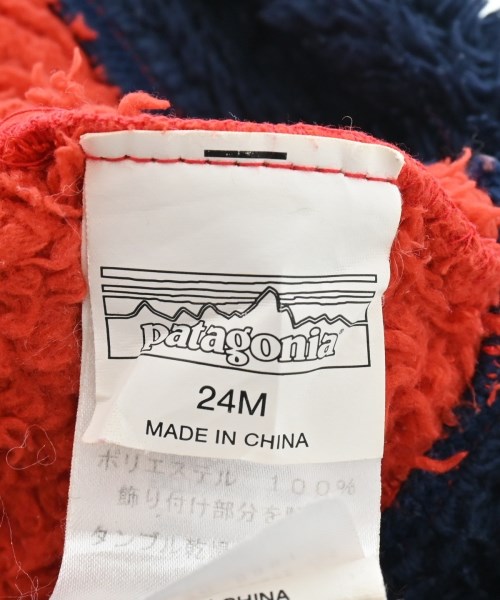 patagonia
24M
MADE IN CHINA
ポリエステル 100%
飾り付け部分を
タンブル乾
CHINA